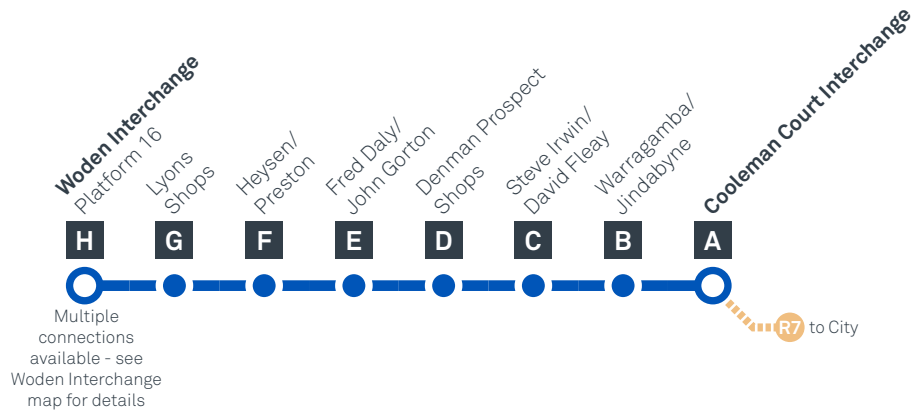 Woden Interchange
Platform 16
Lyons
Shops
Heysen/
Preston
Fred Daly/
John Gorton
Denman Prospect
Shops
Steve Irwin/
David Fleay
Warragamba/
Jindabyne
Cooleman Court Interchange
H
G
F
E
D
C
B
A
Multiple
connections
available - see
Woden Interchange
map for details
R7 to City